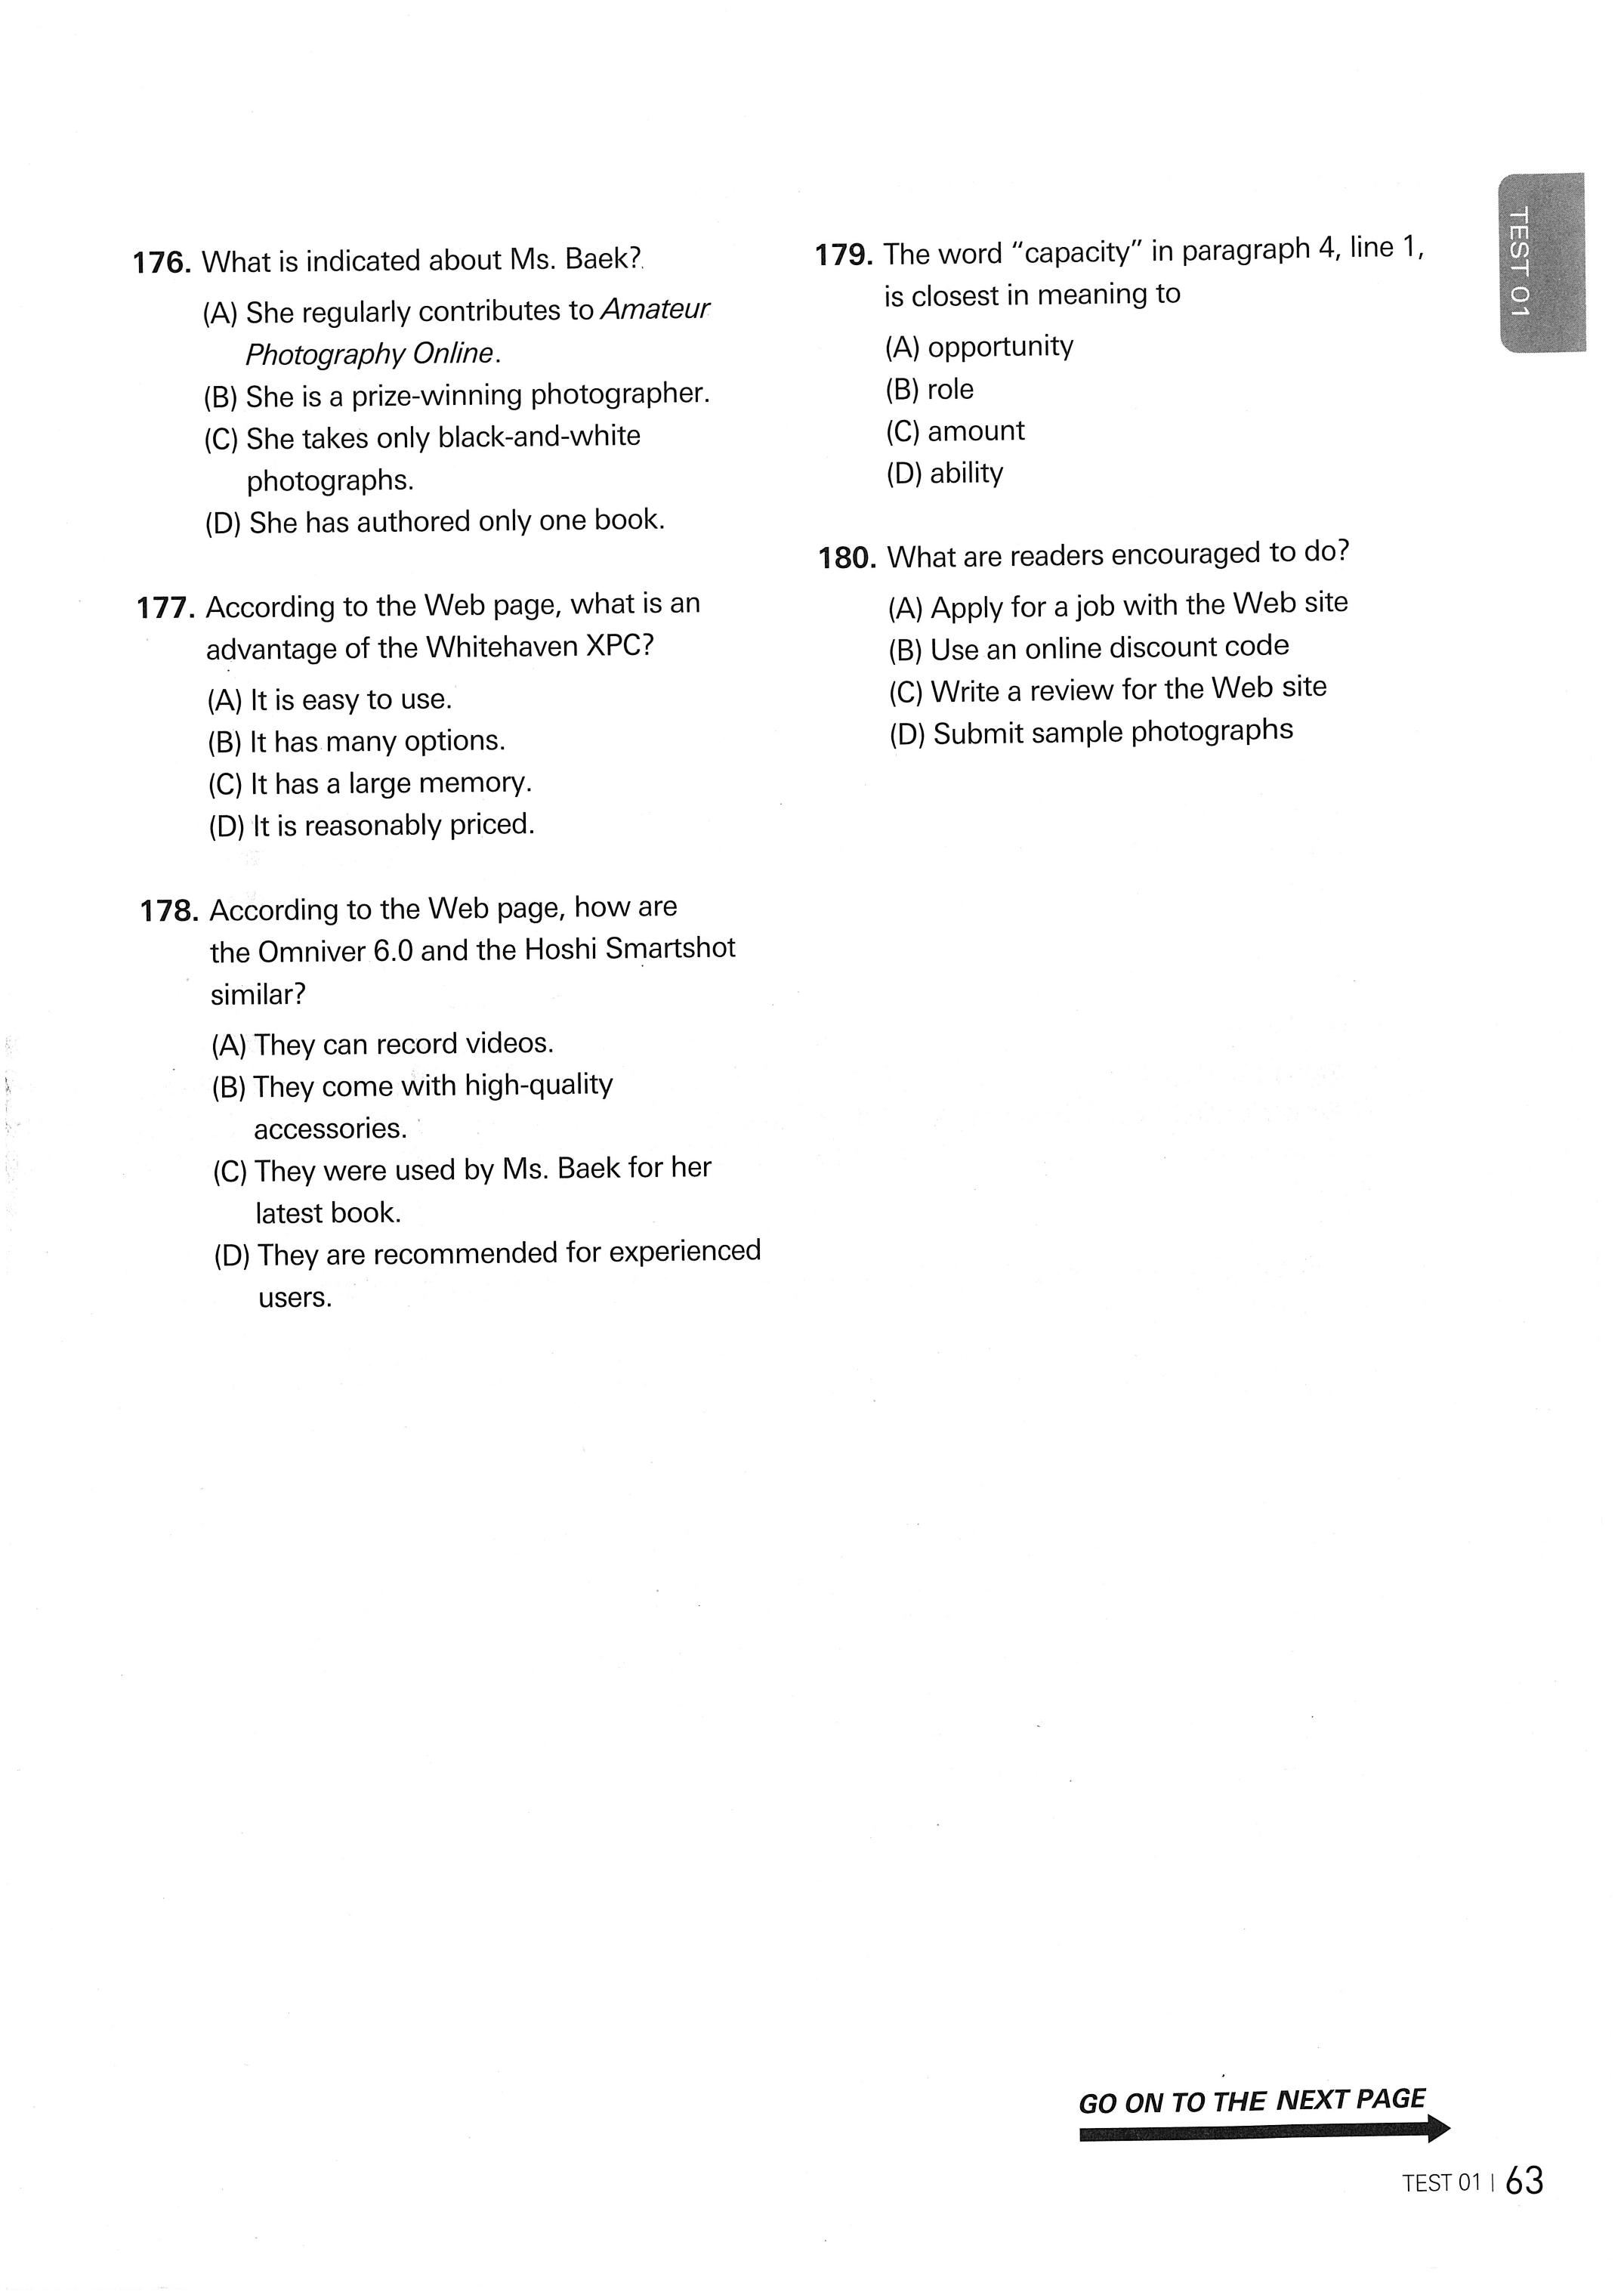 TEST 01
176. What is indicated about Ms. Baek?
(A) She regularly contributes to Amateur
Photography Online.
(B) She is a prize-winning photographer.
(C) She takes only black-and-white
photographs.
(D) She has authored only one book.
177. According to the Web page, what is an
advantage of the Whitehaven XPC?
(A) It is easy to use.
(B) It has many options.
(C) It has a large memory.
(D) It is reasonably priced.
178. According to the Web page, how are
the Omniver 6.0 and the Hoshi Smartshot
similar?
(A) They can record videos.
(B) They come with high-quality
accessories.
(C) They were used by Ms. Baek for her
latest book.
(D) They are recommended for experienced
users.
179. The word “capacity” in paragraph 4, line 1,
is closest in meaning to
(A) opportunity
(B) role
(C) amount
(D) ability
180. What are readers encouraged to do?
(A) Apply for a job with the Web site
(B) Use an online discount code
(C) Write a review for the Web site
(D) Submit sample photographs
GO ON TO THE NEXT PAGE
TEST 01 | 63